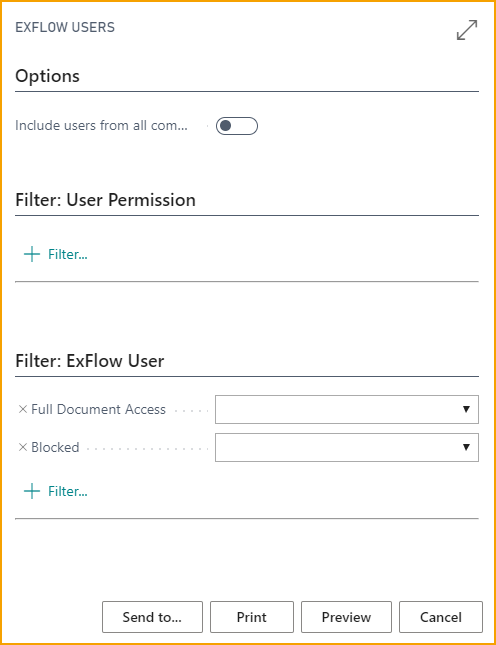 EXFLOW USERS
Options
Include users from all com...
Filter: User Permission
Filter...
Filter: ExFlow User
Full Document Access
Blocked
Filter...
Send to... Print Preview Cancel